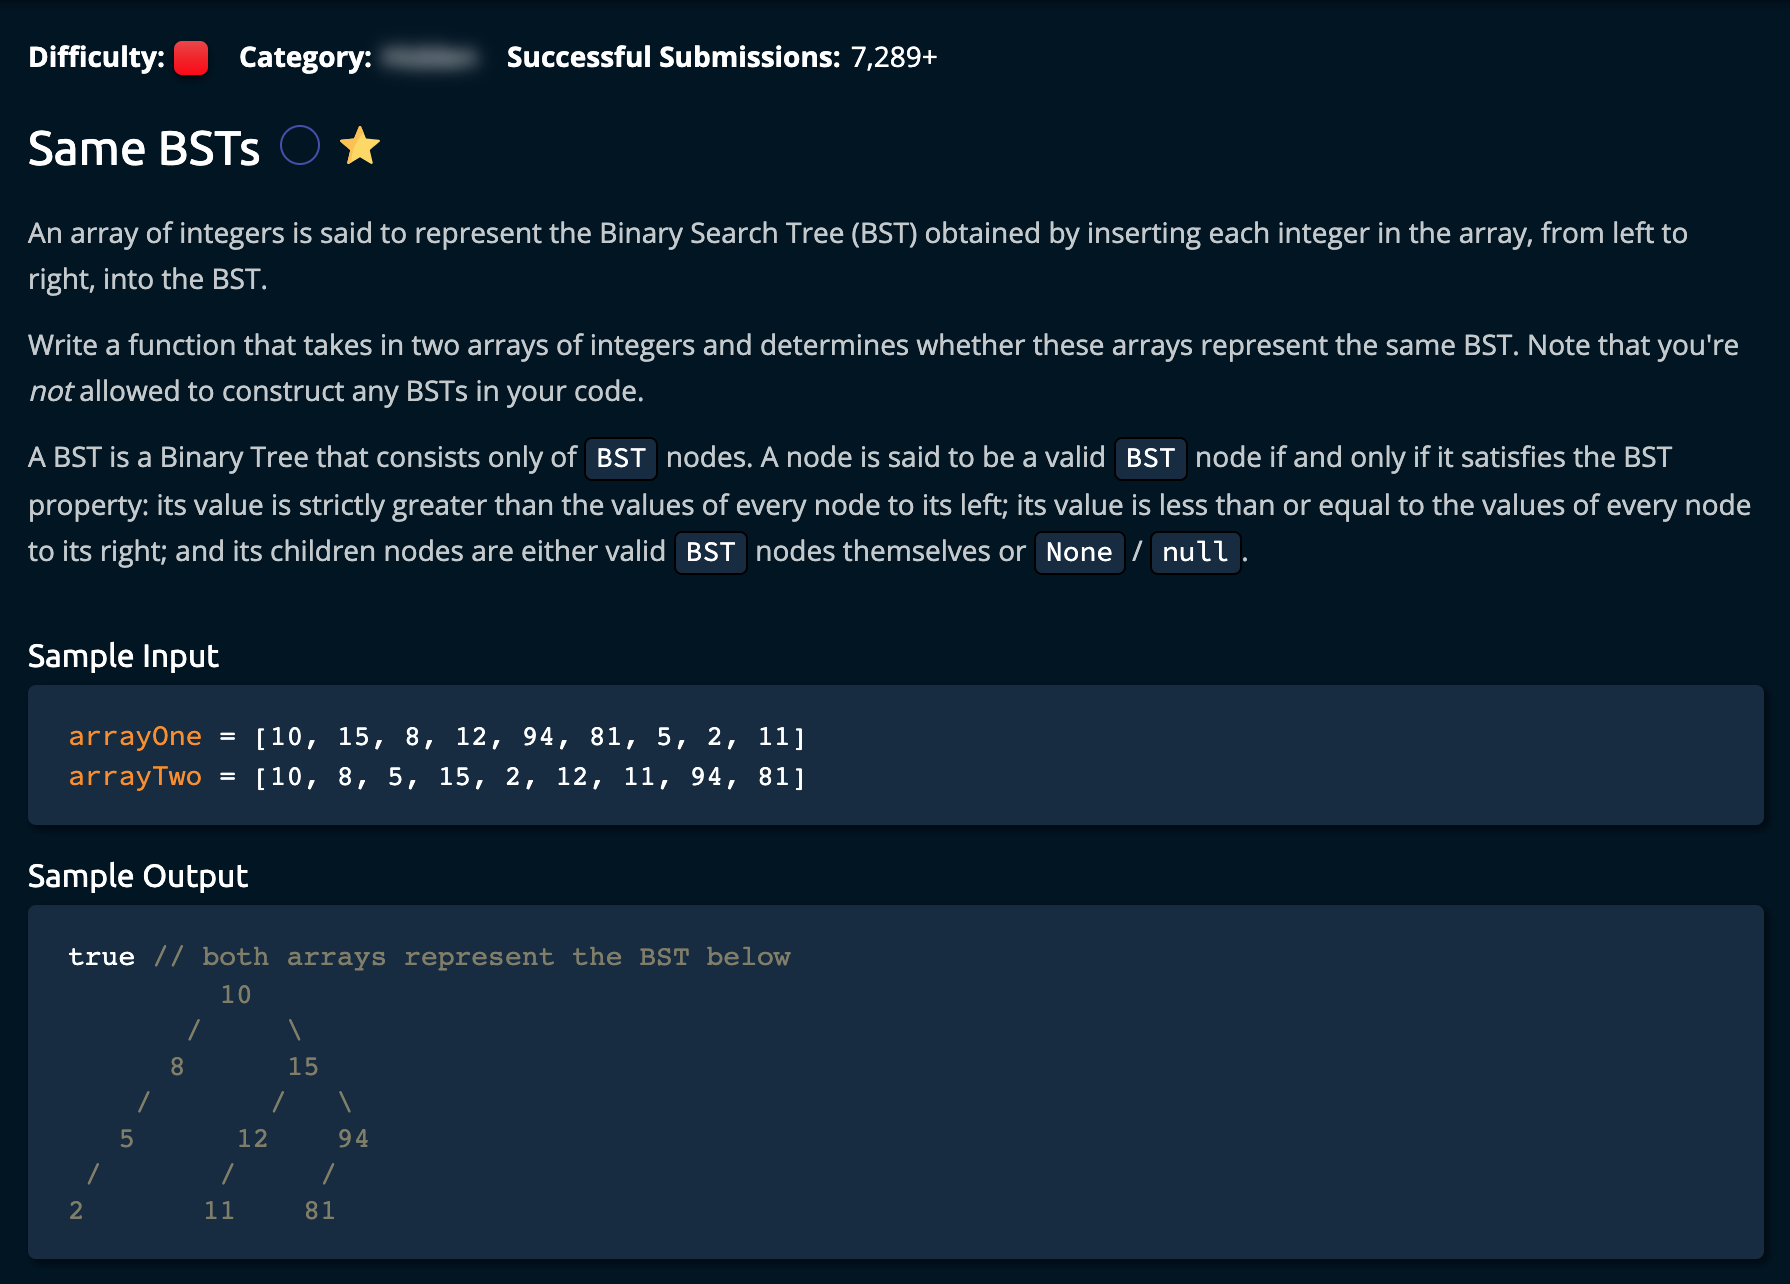 Difficulty: Category: Successful Submissions: 7,289+
Same BSTs
An array of integers is said to represent the Binary Search Tree (BST) obtained by inserting each integer in the array, from left to
right, into the BST.
Write a function that takes in two arrays of integers and determines whether these arrays represent the same BST. Note that you're
not allowed to construct any BSTs in your code.
A BST is a Binary Tree that consists only of BST nodes. A node is said to be a valid BST node if and only if it satisfies the BST
property: its value is strictly greater than the values of every node to its left; its value is less than or equal to the values of every node
to its right; and its children nodes are either valid BST nodes themselves or None / null.
Sample Input
arrayOne = [10, 15, 8, 12, 94, 81, 5, 2, 11]
arrayTwo = [10, 8, 5, 15, 2, 12, 11, 94, 81]
Sample Output
true // both arrays represent the BST below
10
/ \
8 15
/ / \
5 12 94
/ / /
2 11 81